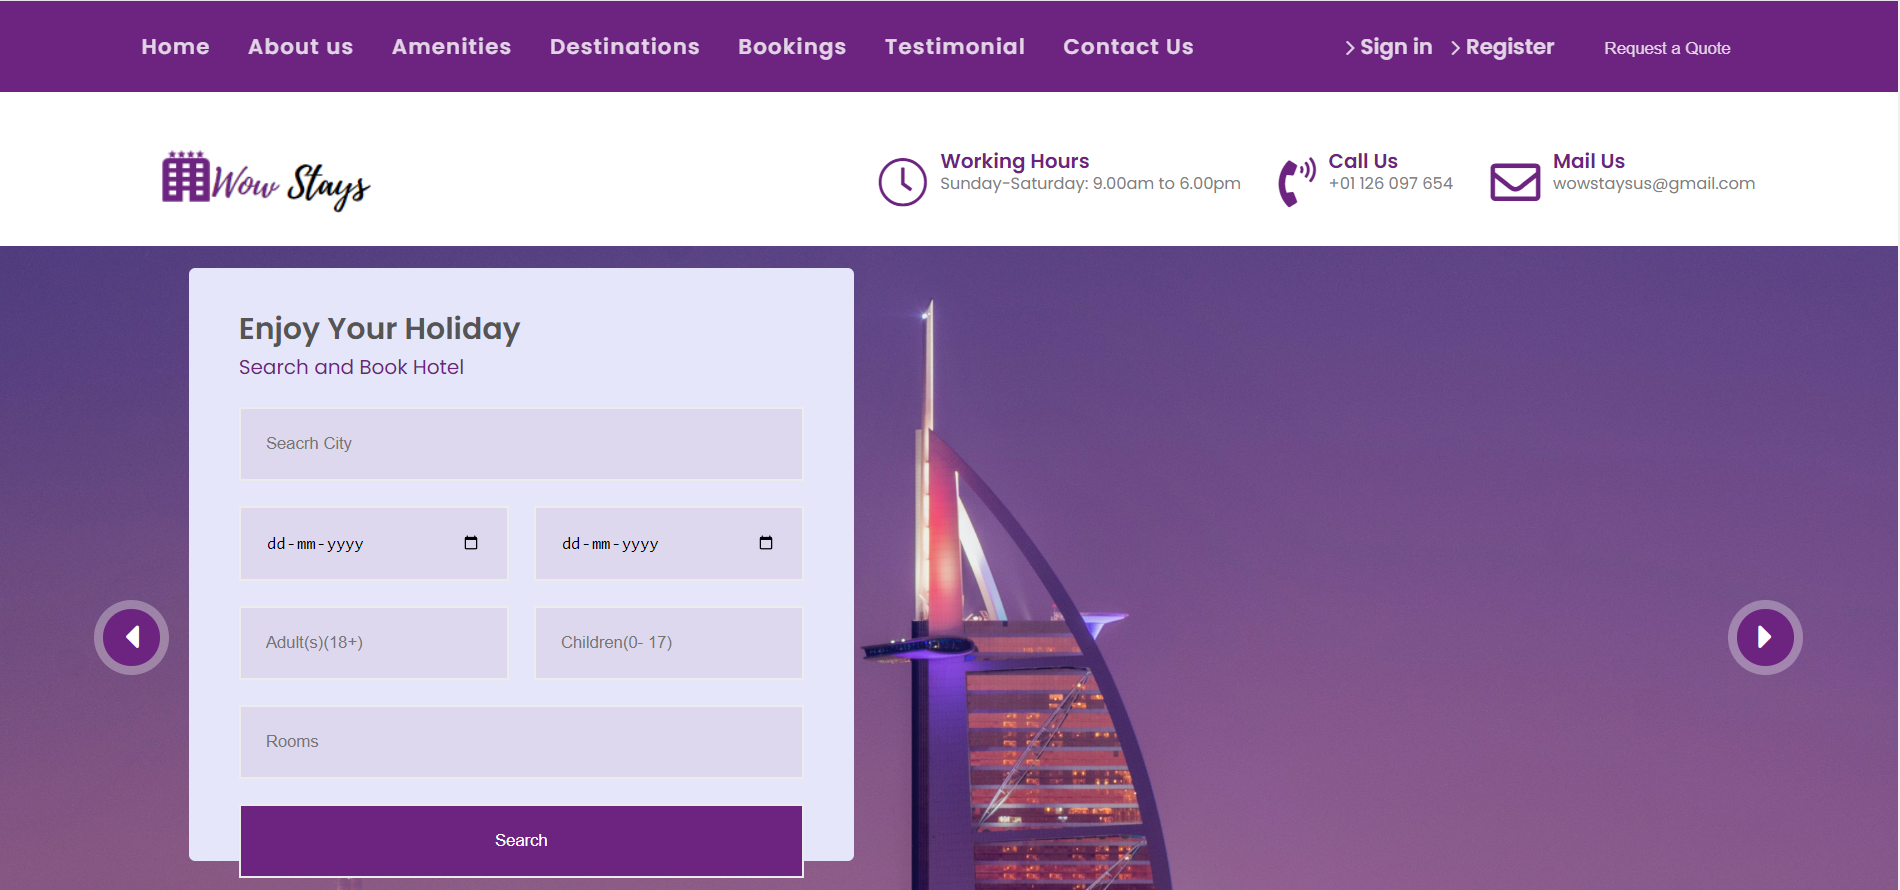 Home About us Amenities Destinations Bookings Testimonial Contact Us Sign in Register Request a Quote
Wow Stays
Working Hours
Sunday-Saturday: 9.00am to 6.00pm
Call Us
+01 126 097 654
Mail Us
wowstaysus@gmail.com
Enjoy Your Holiday
Search and Book Hotel
Seacrh City
dd-mm-yyyy dd-mm-yyyy
Adult(s)(18+) Children(0- 17)
Rooms
Search